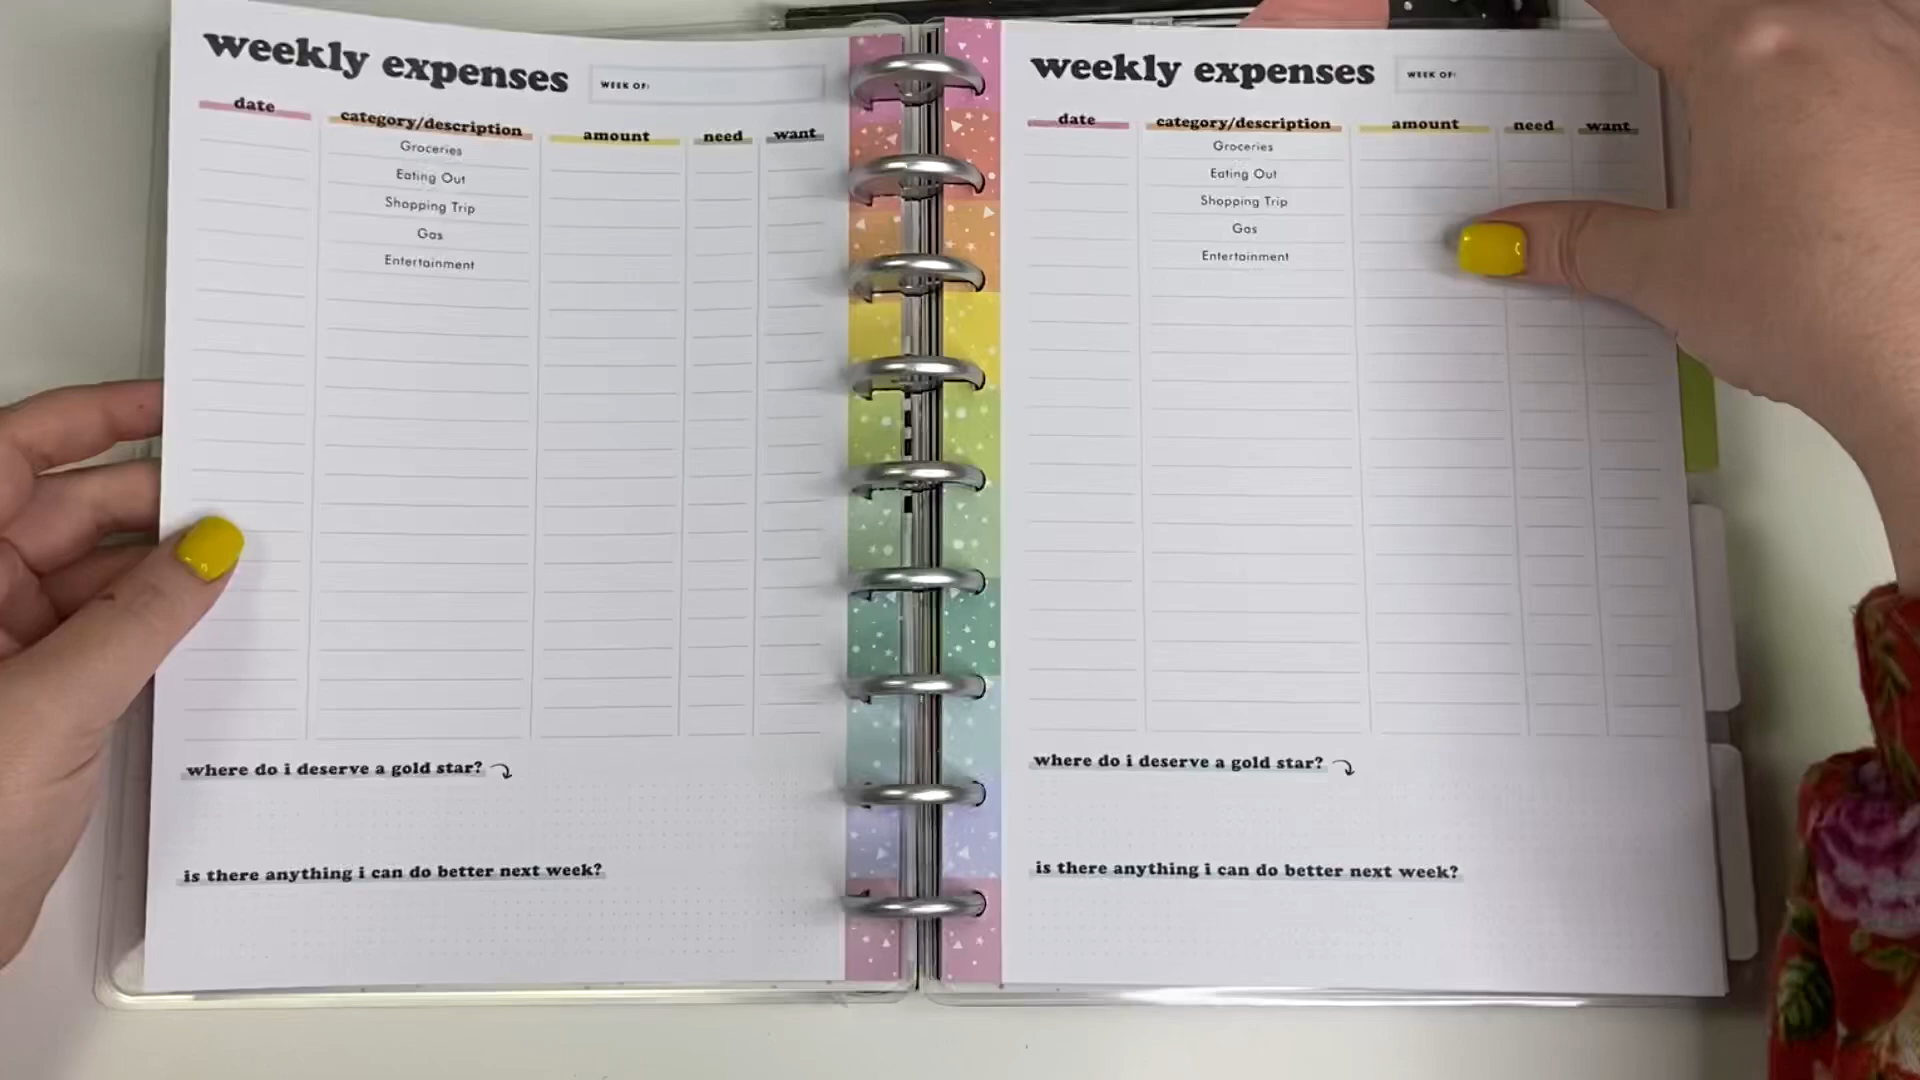 weekly expenses
WEEK OF:
date category/description amount need want
Groceries
Eating Out
Shopping Trip
Gas
Entertainment
where do i deserve a gold star?
is there anything i can do better next week?
weekly expenses
WEEK OF:
date category/description amount need want
Groceries
Eating Out
Shopping Trip
Gas
Entertainment
where do i deserve a gold star?
is there anything i can do better next week?